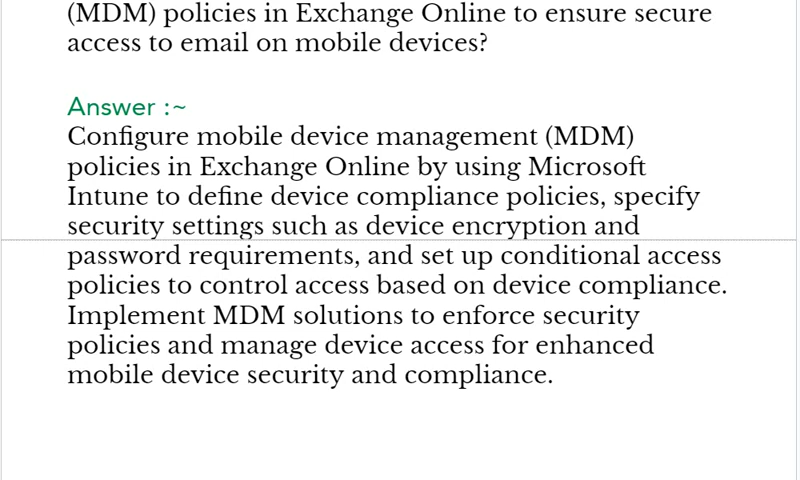 (MDM) policies in Exchange Online to ensure secure
access to email on mobile devices?
Answer :~
Configure mobile device management (MDM)
policies in Exchange Online by using Microsoft
Intune to define device compliance policies, specify
security settings such as device encryption and
password requirements, and set up conditional access
policies to control access based on device compliance.
Implement MDM solutions to enforce security
policies and manage device access for enhanced
mobile device security and compliance.